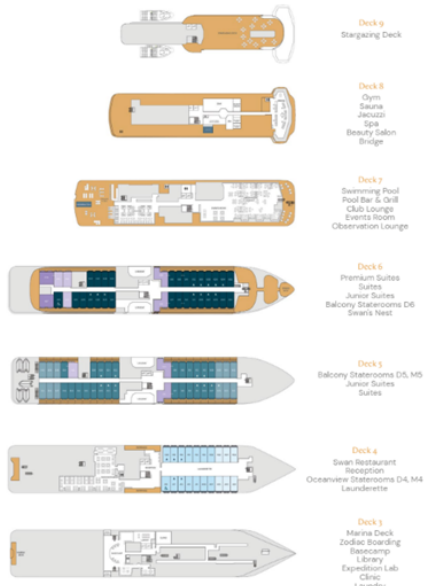 Deck 9
Stargazing Deck
Deck 8
Gym
Sauna
Jacuzzi
Spa
Beauty Salon
Bridge
Deck 7
Swimming Pool
Pool Bar & Grill
Club Lounge
Events Room
Observation Lounge
Deck 6
Premium Suites
Suites
Junior Suites
Balcony Staterooms D6
Swan's Nest
Deck 5
Balcony Staterooms D5, M5
Junior Suites
Suites
Deck 4
Swan Restaurant
Reception
Oceanview Staterooms D4, M4
Launderette
Deck 3
Marina Deck
Zodiac Boarding
Basecamp
Library
Expedition Lab
Clinic
Laundry